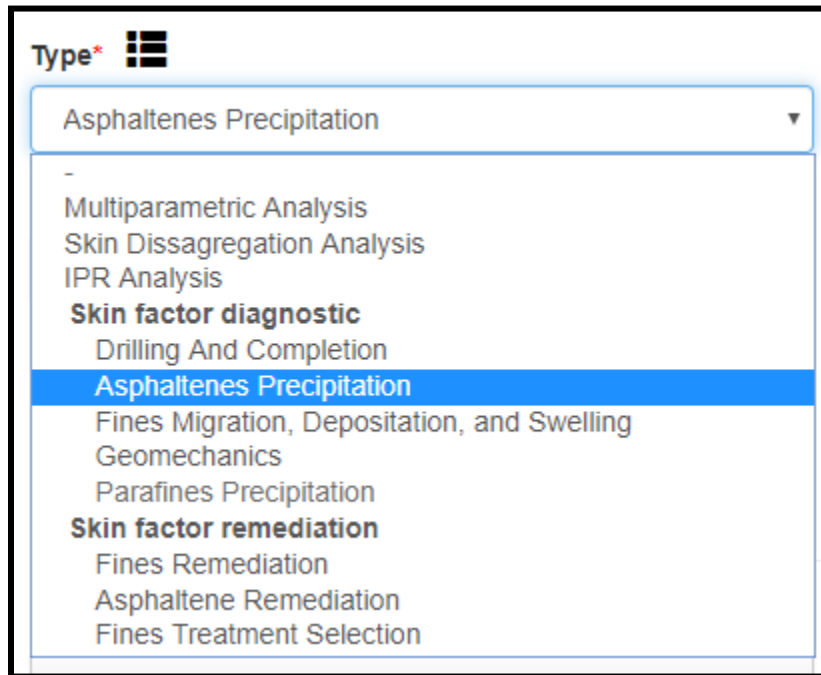 Type*
Asphaltenes Precipitation
-
Multiparametric Analysis
Skin Dissagregation Analysis
IPR Analysis
Skin factor diagnostic
Drilling And Completion
Asphaltenes Precipitation
Fines Migration, Depositation, and Swelling
Geomechanics
Parafines Precipitation
Skin factor remediation
Fines Remediation
Asphaltene Remediation
Fines Treatment Selection